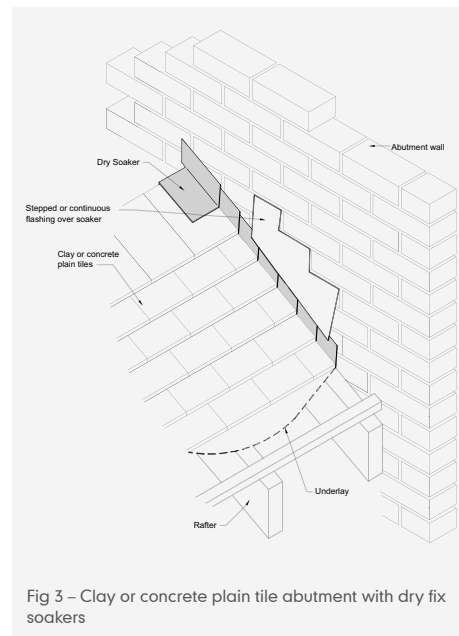 Abutment wall
Dry Soaker
Stepped or continuous
flashing over soaker
Clay or concrete
plain tiles
Underlay
Rafter
Fig 3 – Clay or concrete plain tile abutment with dry fix
soakers